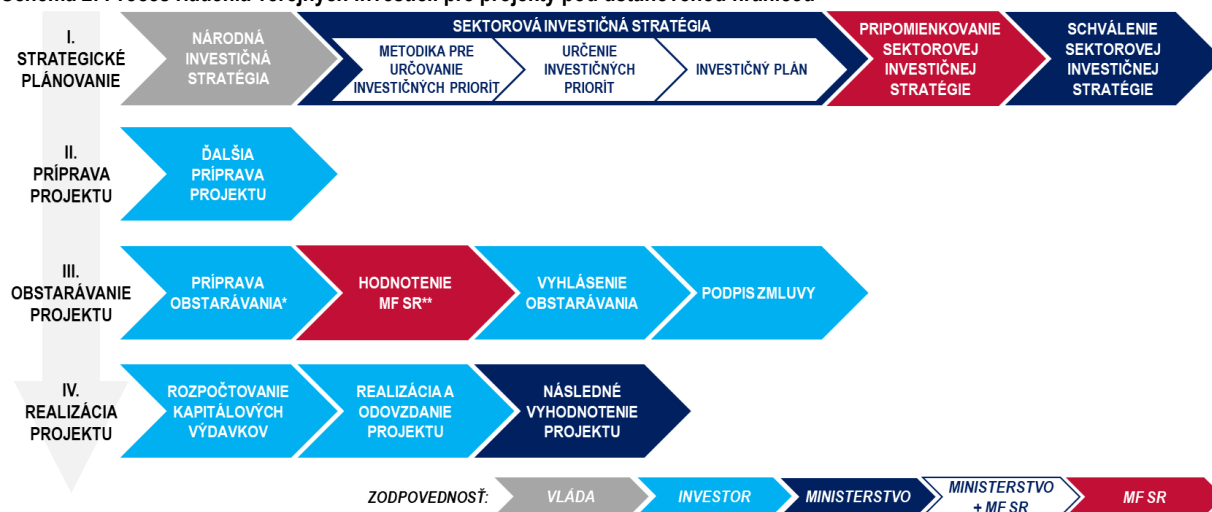 I.
STRATEGICKÉ
PLÁNOVANIE
NÁRODNÁ
INVESTIČNÁ
STRATÉGIA
SEKTOROVÁ INVESTIČNÁ STRATÉGIA
METODIKA PRE
URČOVANIE
INVESTIČNÝCH PRIORÍT
URČENIE
INVESTIČNÝCH
PRIORÍT
INVESTIČNÝ PLÁN
PRIPOMIENKOVANIE
SEKTOROVEJ
INVESTIČNEJ
STRATÉGIE
SCHVÁLENIE
SEKTOROVEJ
INVESTIČNEJ
STRATÉGIE
II.
PRÍPRAVA
PROJEKTU
ĎALŠIA
PRÍPRAVA
PROJEKTU
III.
OBSTARÁVANIE
PROJEKTU
PRÍPRAVA
OBSTARÁVANIA*
HODNOTENIE
MF SR**
VYHLÁSENIE
OBSTARÁVANIA
PODPIS ZMLUVY
IV.
REALIZÁCIA
PROJEKTU
ROZPOČTOVANIE
KAPITÁLOVÝCH
VÝDAVKOV
REALIZÁCIA A
ODOVZDANIE
PROJEKTU
NÁSLEDNÉ
VYHODNOTENIE
PROJEKTU
ZODPOVEDNOSŤ:
VLÁDA
INVESTOR
MINISTERSTVO
MINISTERSTVO
+ MF SR
MF SR